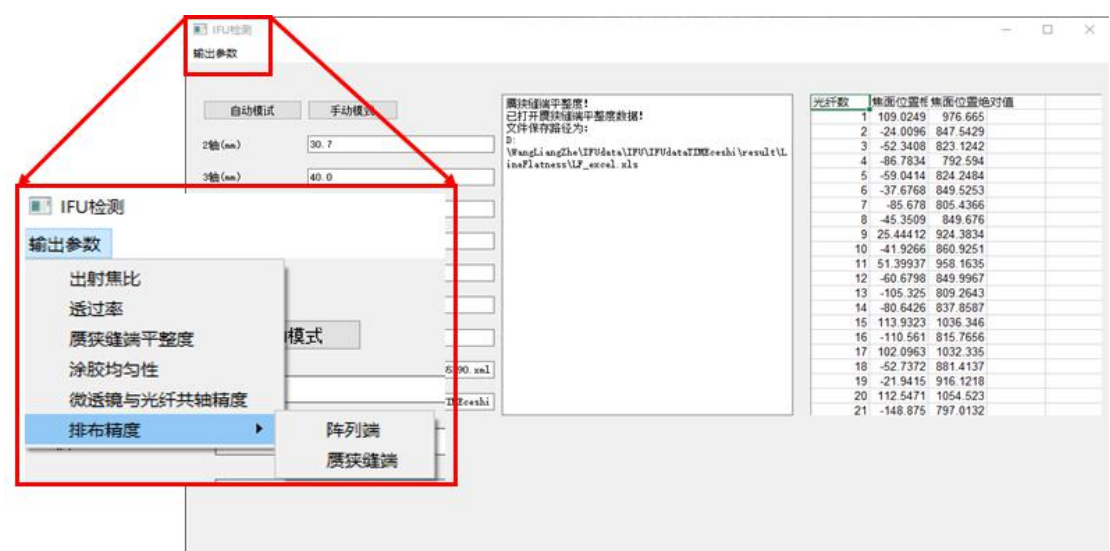 IFU检测
输出参数
自动模式
手动模式
2轴(mm)
30.7
3轴(mm)
40.0
IFU检测
输出参数
出射焦比
透过率
赝狭缝端平整度
涂胶均匀性
微透镜与光纤共轴精度
排布精度
阵列端
赝狭缝端
模式
390.xml
ceshi
赝狭缝端平整度!
已打开赝狭缝端平整度数据!
文件保存路径为:
D:
\WangLiangZhe\IFUdata\IFU\IFUdataTIMEceshi\result\L
ineFlatness\LF_excel.xls
光纤数 焦面位置 焦面位置绝对值
1 109.0249 976.665
2 -24.0096 847.5429
3 -52.3408 823.1242
4 -86.7834 792.594
5 -59.0414 824.2484
6 -37.6768 849.5253
7 -85.678 805.4366
8 -45.3509 849.676
9 25.44412 924.3834
10 -41.9266 860.9251
11 51.39937 958.1635
12 -60.6798 849.9967
13 -105.325 809.2643
14 -80.6426 837.8587
15 113.9323 1036.346
16 -110.561 815.7656
17 102.0963 1032.335
18 -52.7372 881.4137
19 -21.9415 916.1218
20 112.5471 1054.523
21 -148.875 797.0132